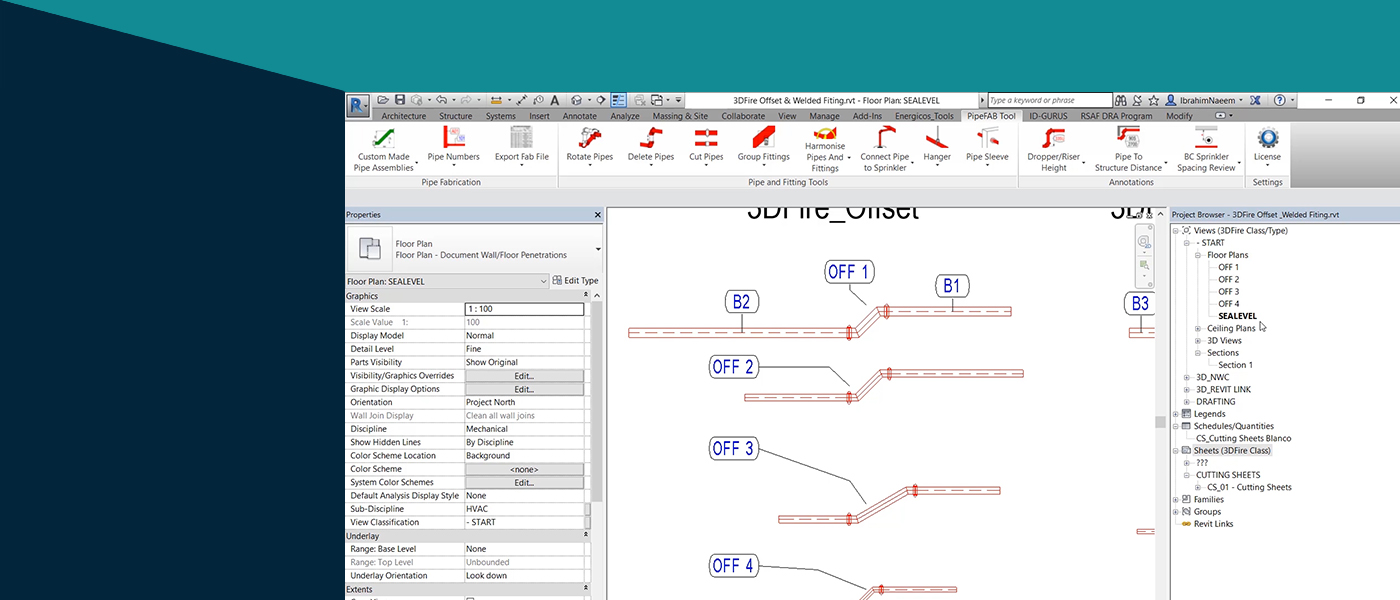 3DFire Offset & Welded Fiting.rvt - Floor Plan: SEALEVEL
Type a keyword or phrase
IbrahimNaeem
Architecture Structure Systems Insert Annotate Analyze Massing & Site Collaborate View Manage Add-Ins Energicos_Tools PipeFAB Tool ID-GURUS RSAF DRA Program Modify
Custom Made
Pipe Assemblies
Pipe Numbers
Export Fab File
Rotate Pipes
Delete Pipes
Cut Pipes
Group Fittings
Harmonise
Pipes And
Fittings
Connect Pipe
to Sprinkler
Hanger
Pipe Sleeve
Dropper/Riser
Height
Pipe To
Structure Distance
BC Sprinkler
Spacing Review
License
Pipe Fabrication
Pipe and Fitting Tools
Annotations
Settings
Properties
Floor Plan
Floor Plan - Document Wall/Floor Penetrations
Floor Plan: SEALEVEL
Edit Type
Graphics
View Scale 1 : 100
Scale Value 1: 100
Display Model Normal
Detail Level Fine
Parts Visibility Show Original
Visibility/Graphics Overrides Edit...
Graphic Display Options Edit...
Orientation Project North
Wall Join Display Clean all wall joins
Discipline Mechanical
Show Hidden Lines By Discipline
Color Scheme Location Background
Color Scheme <none>
System Color Schemes Edit...
Default Analysis Display Style None
Sub-Discipline HVAC
View Classification - START
Underlay
Range: Base Level None
Range: Top Level Unbounded
Underlay Orientation Look down
Extents
3DFire_Offset
OFF 1
B1
B2
B3
OFF 2
OFF 3
OFF 4
Project Browser - 3DFire Offset _Welded Fiting.rvt
Views (3DFire Class/Type)
- START
Floor Plans
OFF 1
OFF 2
OFF 3
OFF 4
SEALEVEL
Ceiling Plans
3D Views
Sections
Section 1
3D_NWC
3D_REVIT LINK
DRAFTING
Legends
Schedules/Quantities
CS_Cutting Sheets Blanco
Sheets (3DFire Class)
???
CUTTING SHEETS
CS_01 - Cutting Sheets
Families
Groups
Revit Links